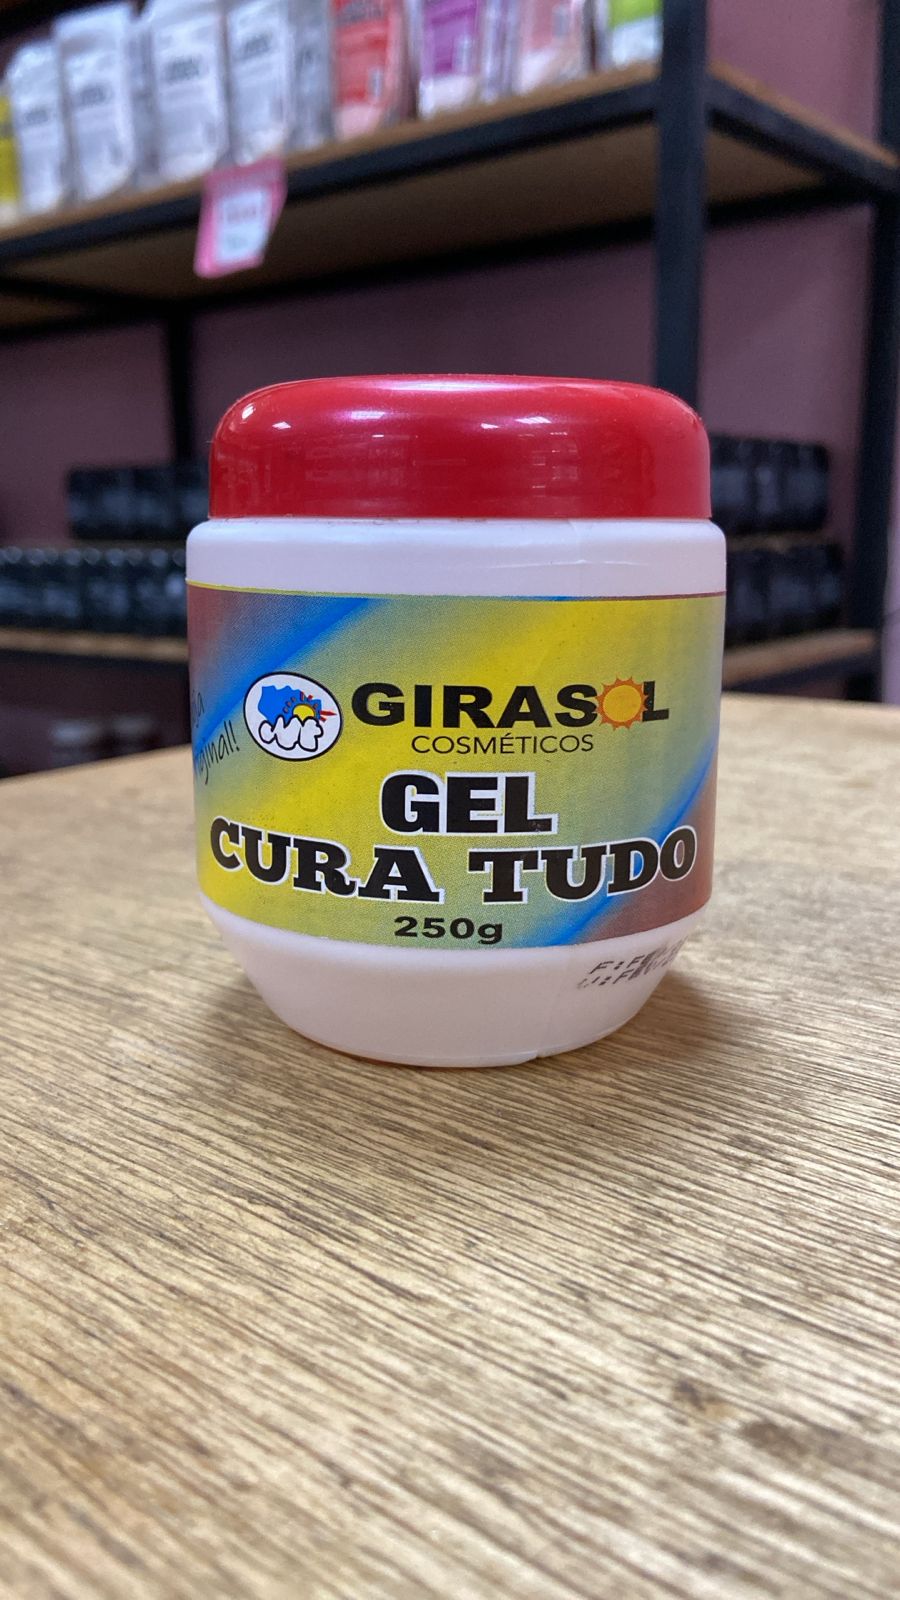 GIRASOL
COSMÉTICOS
GEL
CURA TUDO
250g